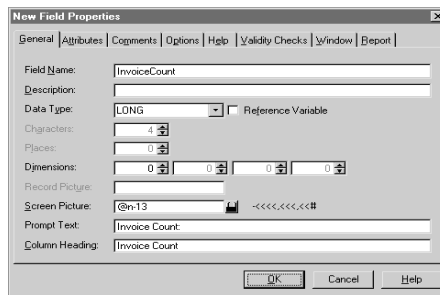 New Field Properties
General Attributes Comments Options Help Validity Checks Window Report
Field Name: InvoiceCount
Description:
Data Type: LONG Reference Variable
Characters: 4
Places: 0
Dimensions: 0 0 0 0
Record Picture:
Screen Picture: @n-13 -<<<<,<<<,<<#
Prompt Text: Invoice Count:
Column Heading: Invoice Count
OK Cancel Help